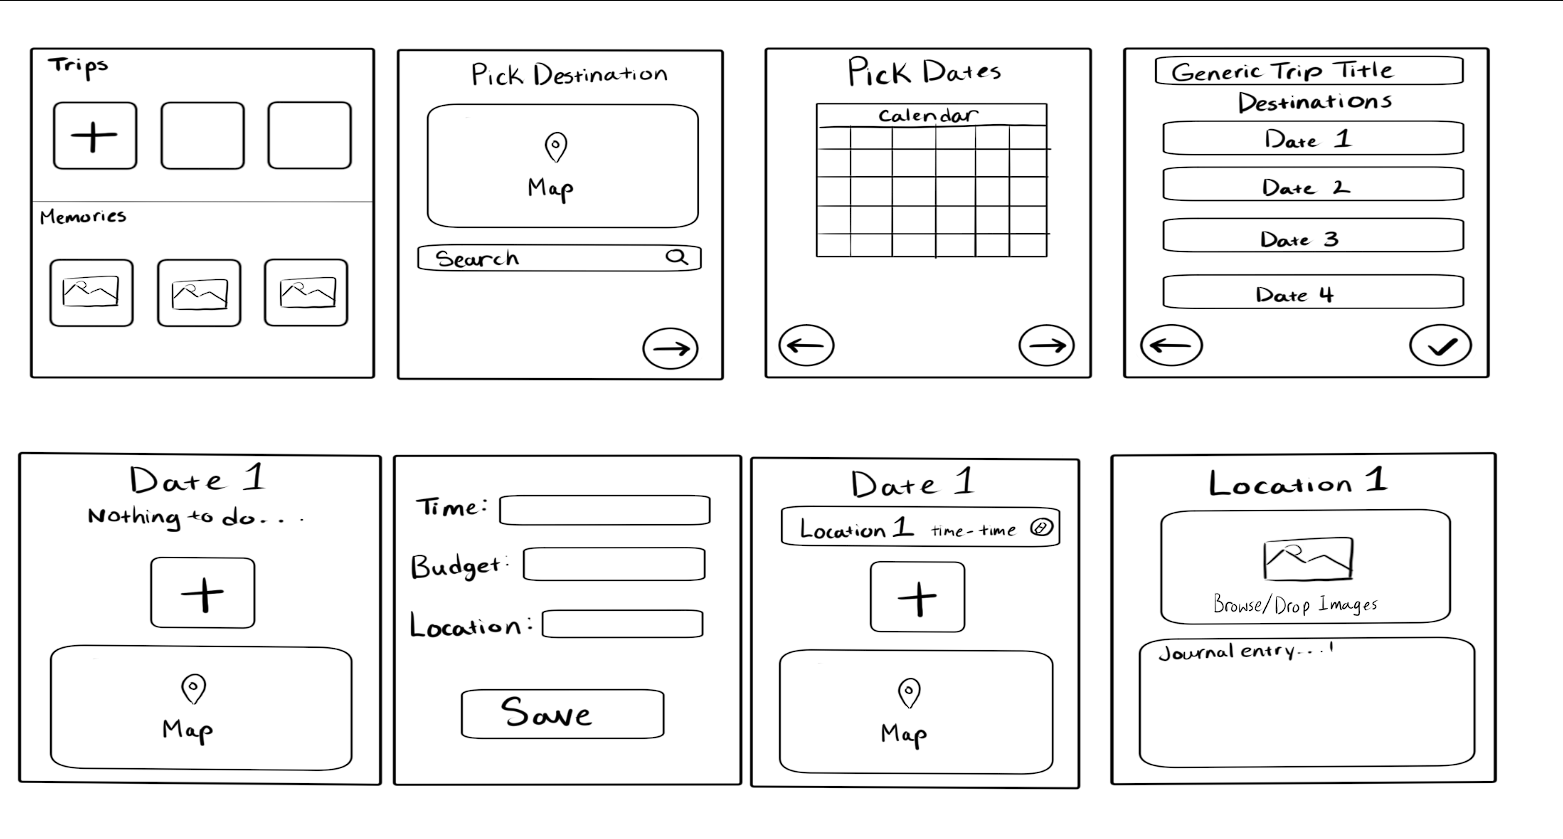 Trips
Memories
Pick Destination
Map
Search
Pick Dates
Calendar
Generic Trip Title
Destinations
Date 1
Date 2
Date 3
Date 4
Date 1
Nothing to do...
Map
Time:
Budget:
Location:
Save
Date 1
Location 1 time-time
Map
Location 1
Browse/Drop Images
Journal entry...!